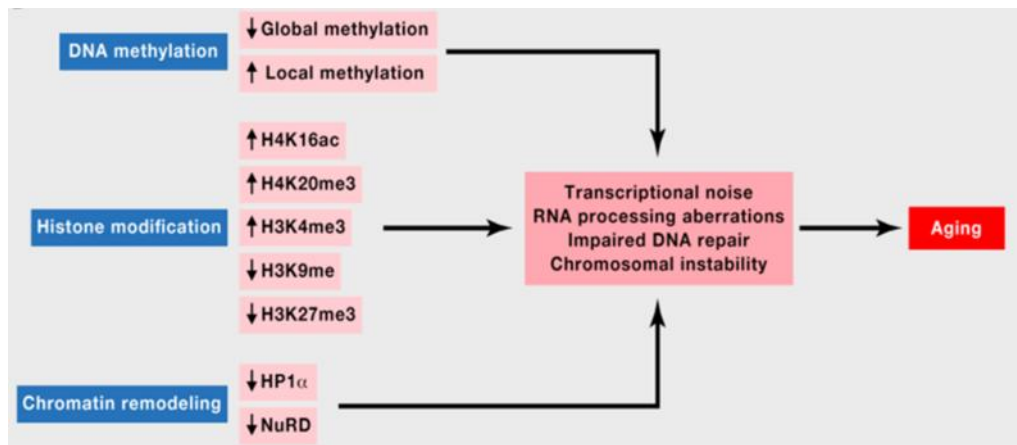 DNA methylation
↓ Global methylation
↑ Local methylation
Histone modification
↑ H4K16ac
↑ H4K20me3
↑ H3K4me3
↓ H3K9me
↓ H3K27me3
Chromatin remodeling
↓ HP1α
↓ NuRD
Transcriptional noise
RNA processing aberrations
Impaired DNA repair
Chromosomal instability
Aging